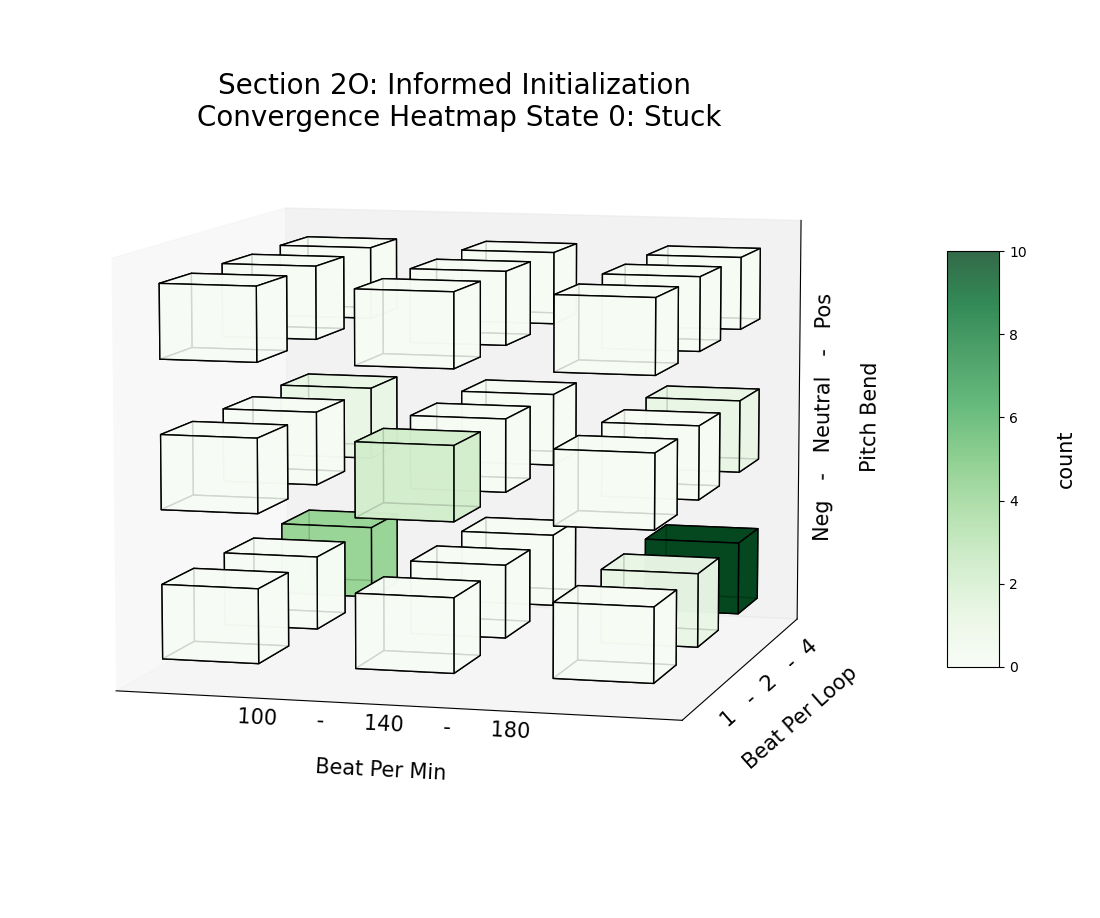 Section 2O: Informed Initialization
Convergence Heatmap State 0: Stuck
10
8
6
4
2
0
count
Neg - Neutral - Pos
Pitch Bend
1 - 2 - 4
Beat Per Loop
100 - 140 - 180
Beat Per Min